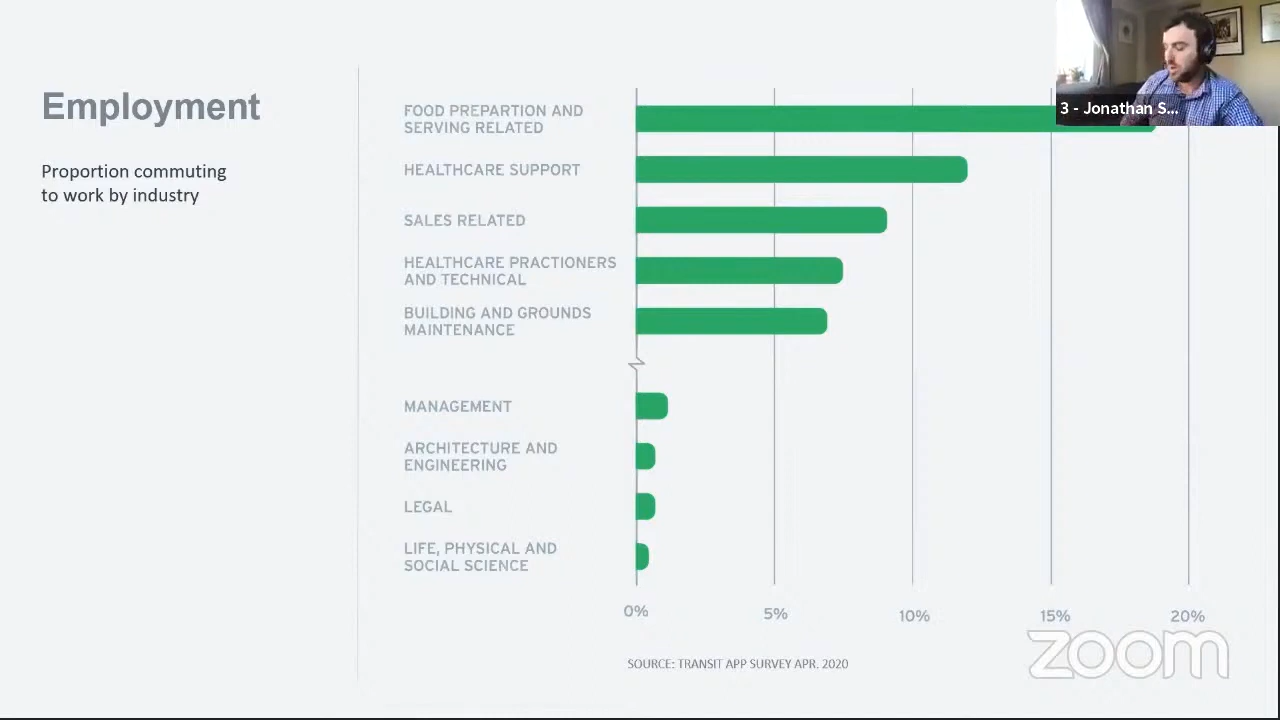 Employment
Proportion commuting
to work by industry
FOOD PREPARTION AND
SERVING RELATED
HEALTHCARE SUPPORT
SALES RELATED
HEALTHCARE PRACTIONERS
AND TECHNICAL
BUILDING AND GROUNDS
MAINTENANCE
MANAGEMENT
ARCHITECTURE AND
ENGINEERING
LEGAL
LIFE, PHYSICAL AND
SOCIAL SCIENCE
0%
5%
10%
15%
20%
SOURCE: TRANSIT APP SURVEY APR. 2020
3 - Jonathan S...
zoom